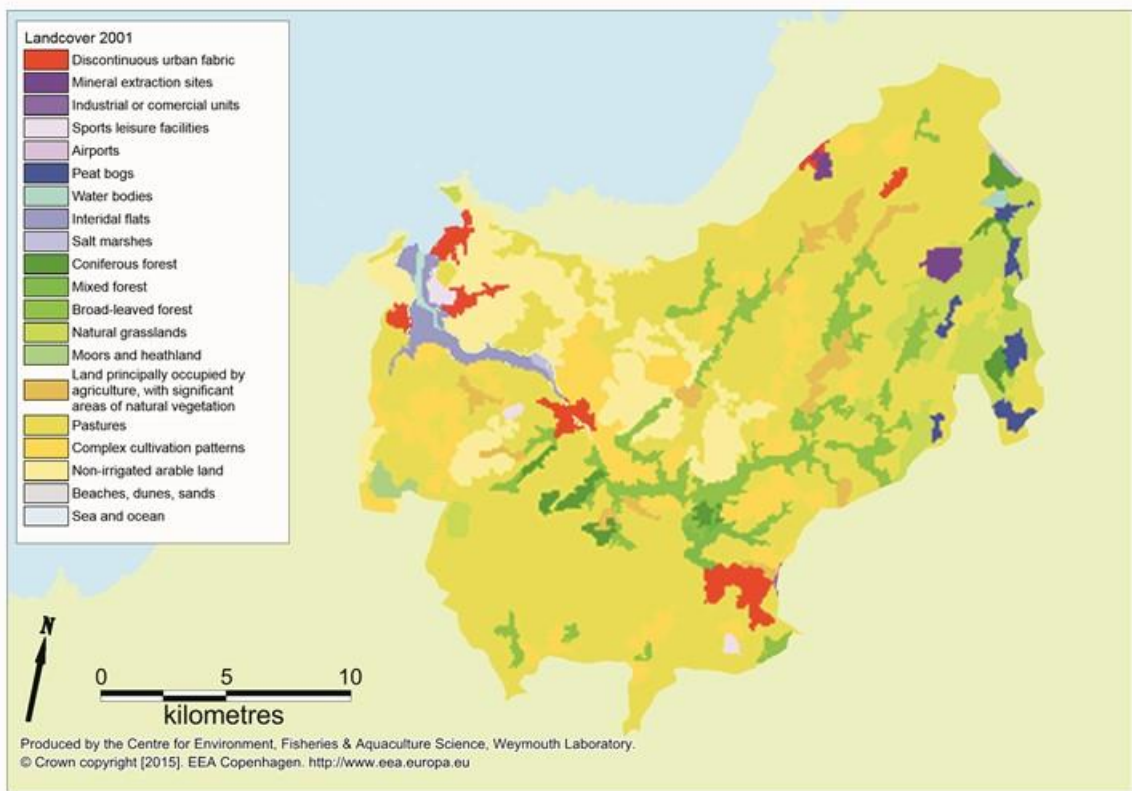 Landcover 2001
Discontinuous urban fabric
Mineral extraction sites
Industrial or comercial units
Sports leisure facilities
Airports
Peat bogs
Water bodies
Interidal flats
Salt marshes
Coniferous forest
Mixed forest
Broad-leaved forest
Natural grasslands
Moors and heathland
Land principally occupied by
agriculture, with significant
areas of natural vegetation
Pastures
Complex cultivation patterns
Non-irrigated arable land
Beaches, dunes, sands
Sea and ocean
N
0 5 10
kilometres
Produced by the Centre for Environment, Fisheries & Aquaculture Science, Weymouth Laboratory.
© Crown copyright [2015]. EEA Copenhagen. http://www.eea.europa.eu